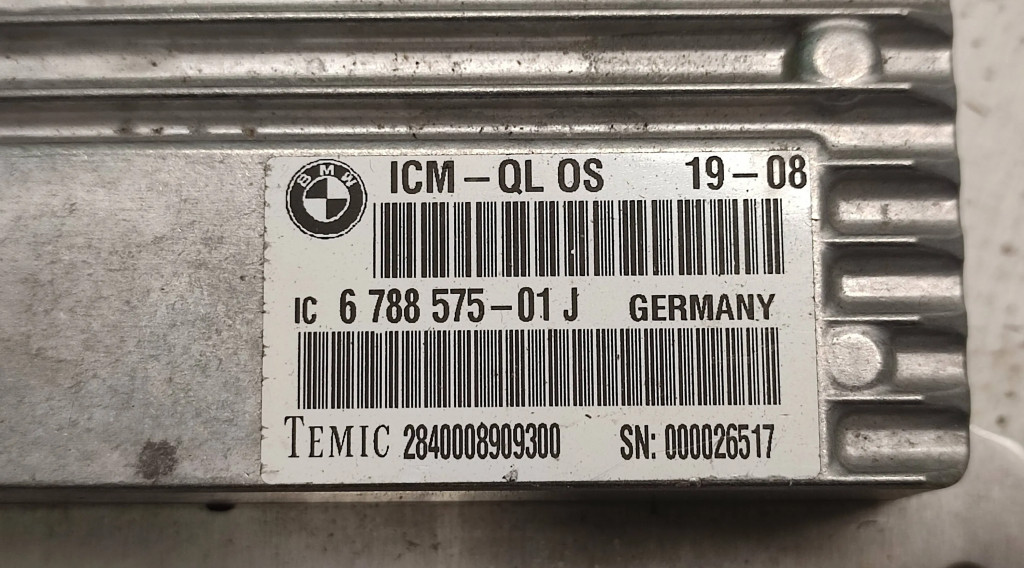 BMW ICM-QL OS 19-08
IC 6 788 575-01 J GERMANY
TEMIC 2840008909300 SN: 000026517